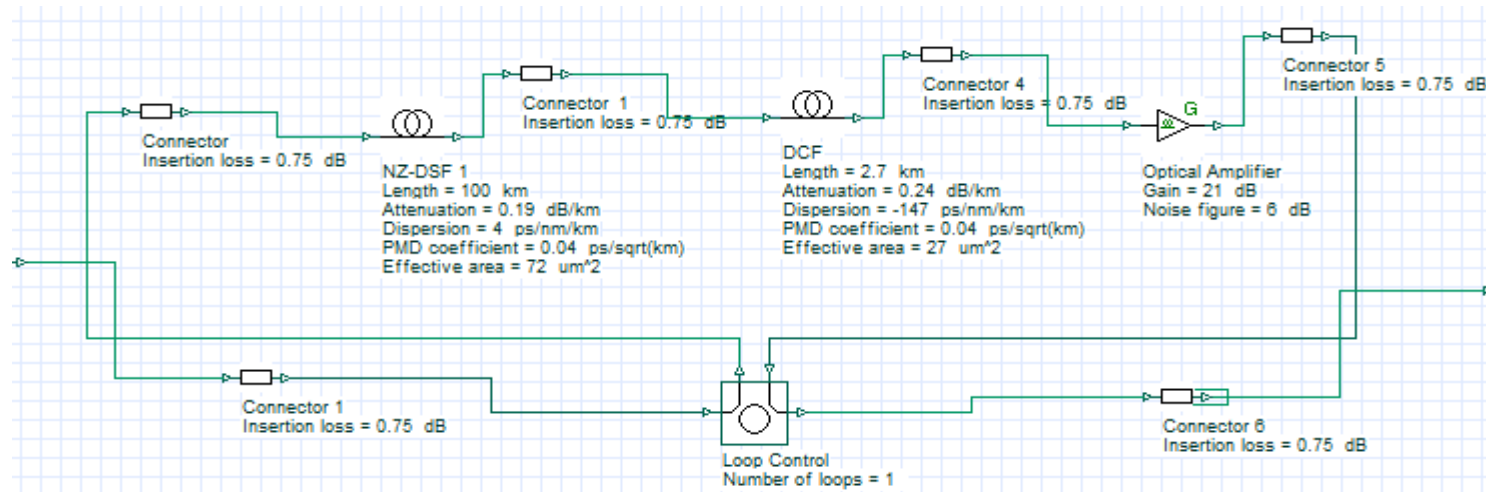 Connector 5
Insertion loss = 0.75 dB
Connector 4
Insertion loss = 0.75 dB
Connector 1
Insertion loss = 0.75 dB
G
Connector
Insertion loss = 0.75 dB
NZ-DSF 1
Length = 100 km
Attenuation = 0.19 dB/km
Dispersion = 4 ps/nm/km
PMD coefficient = 0.04 ps/sqrt(km)
Effective area = 72 um^2
DCF
Length = 2.7 km
Attenuation = 0.24 dB/km
Dispersion = -147 ps/nm/km
PMD coefficient = 0.04 ps/sqrt(km)
Effective area = 27 um^2
Optical Amplifier
Gain = 21 dB
Noise figure = 6 dB
Connector 1
Insertion loss = 0.75 dB
Loop Control
Number of loops = 1
Connector 6
Insertion loss = 0.75 dB